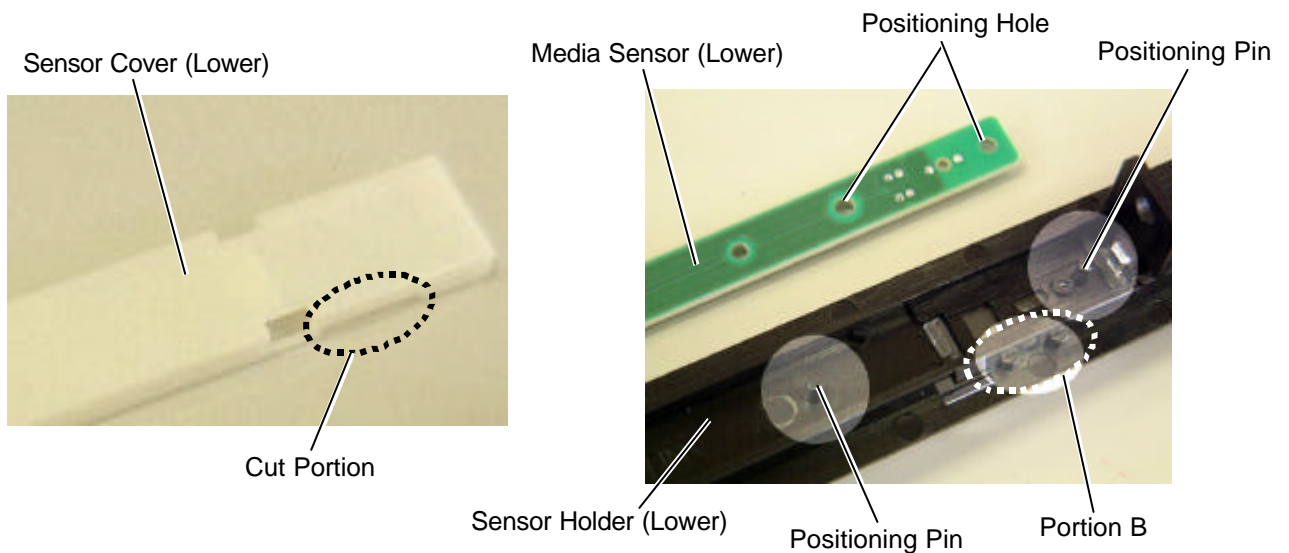 Sensor Cover (Lower)
Cut Portion
Positioning Hole
Media Sensor (Lower)
Positioning Pin
Sensor Holder (Lower)
Positioning Pin
Portion B